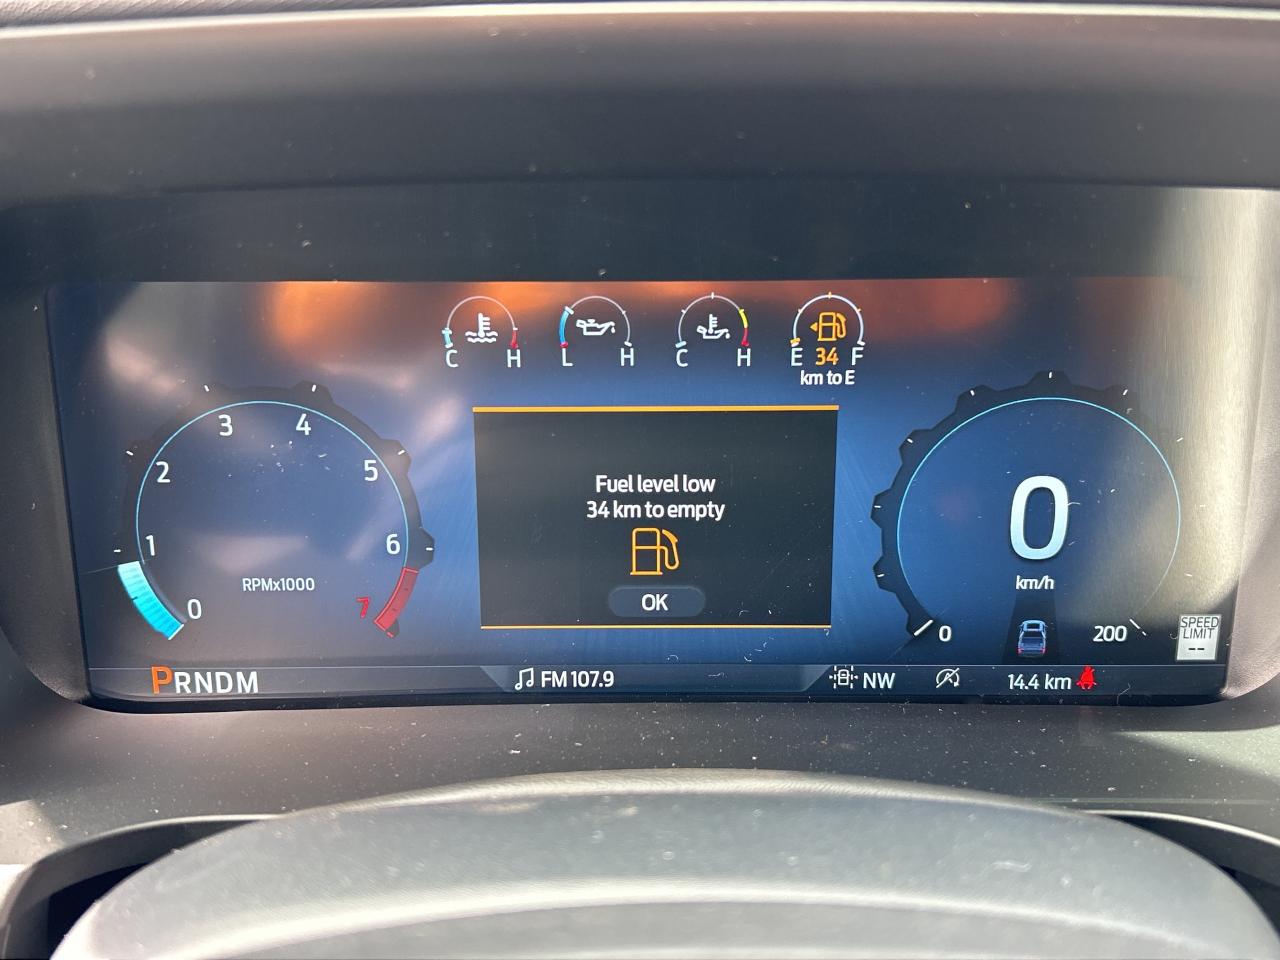 C H L H C H E 34 F
km to E
0 1 2 3 4 5 6 7
RPMx1000
Fuel level low
34 km to empty
OK
0
km/h
0 200
SPEED
LIMIT
--
PRNDM
FM 107.9
NW
14.4 km